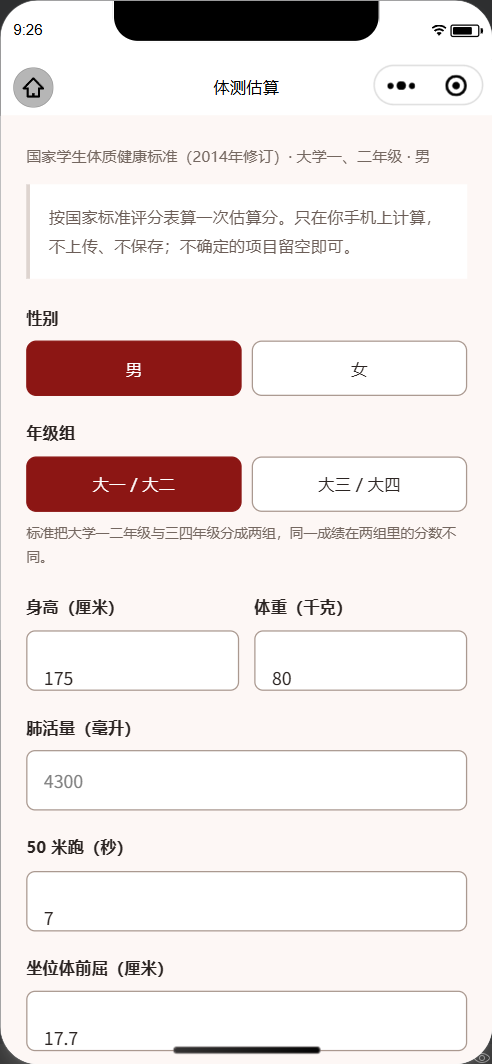 9:26
体测估算
国家学生体质健康标准（2014年修订）· 大学一、二年级 · 男
按国家标准评分表算一次估算分。只在你手机上计算，
不上传、不保存；不确定的项目留空即可。
性别
男 女
年级组
大一 / 大二 大三 / 大四
标准把大学一二年级与三四年级分成两组，同一成绩在两组里的分数不
同。
身高（厘米） 体重（千克）
175 80
肺活量（毫升）
4300
50 米跑（秒）
7
坐位体前屈（厘米）
17.7